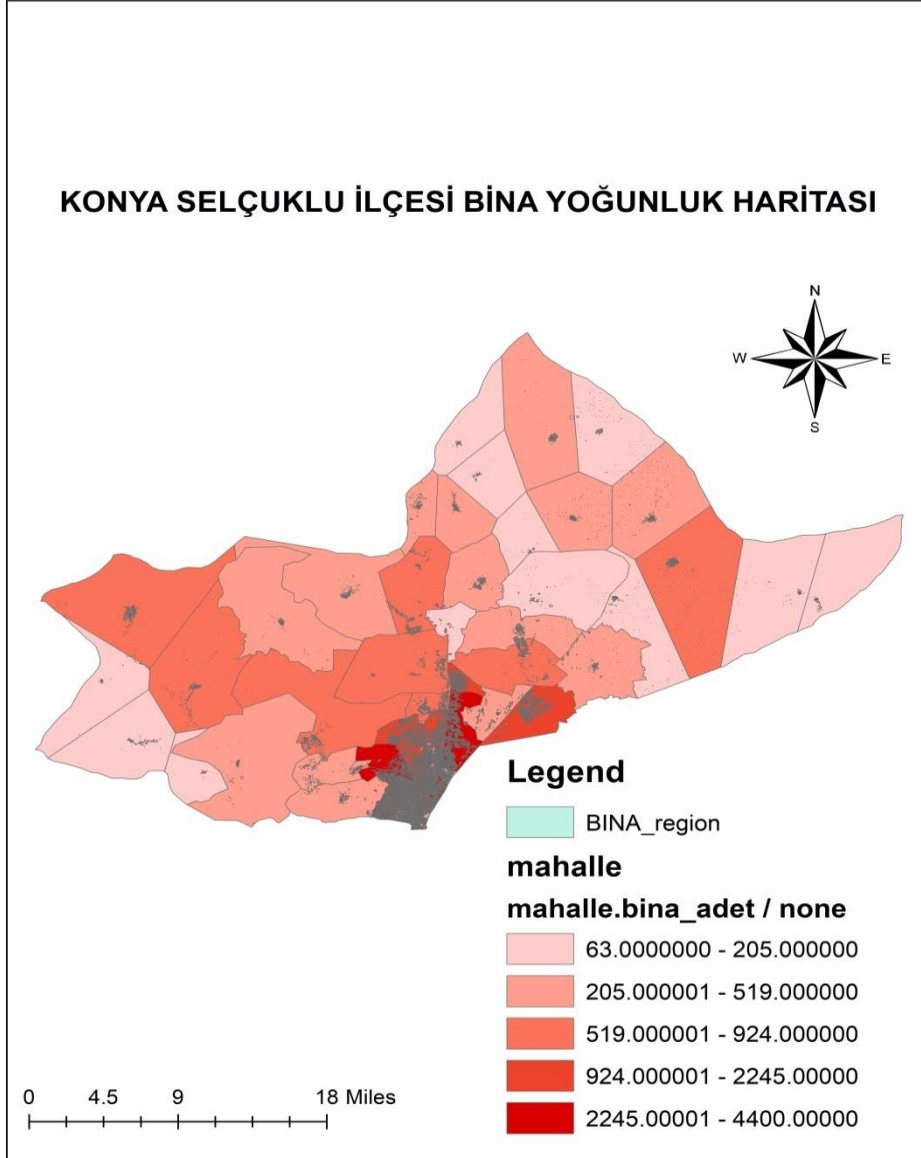 KONYA SELÇUKLU İLÇESİ BİNA YOĞUNLUK HARİTASI
N
W E
S
Legend
BINA_region
mahalle
mahalle.bina_adet / none
63.0000000 - 205.000000
205.000001 - 519.000000
519.000001 - 924.000000
924.000001 - 2245.00000
2245.00001 - 4400.00000
0 4.5 9 18 Miles